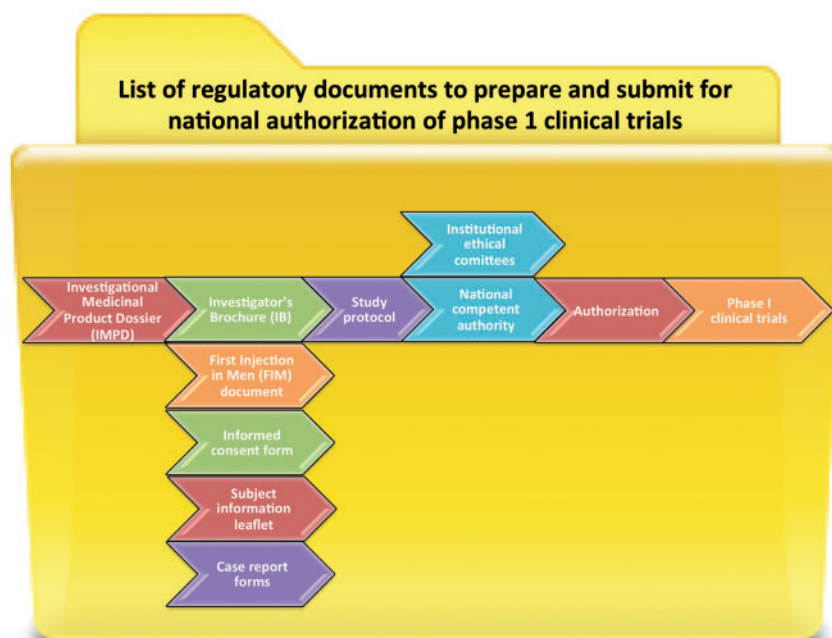 List of regulatory documents to prepare and submit for
national authorization of phase 1 clinical trials
Institutional
ethical
comittees
Investigational
Medicinal
Product Dossier
(IMPD)
Investigator's
Brochure (IB)
Study
protocol
National
competent
authority
Authorization
Phase I
clinical trials
First Injection
in Men (FIM)
document
Informed
consent form
Subject
information
leaflet
Case report
forms